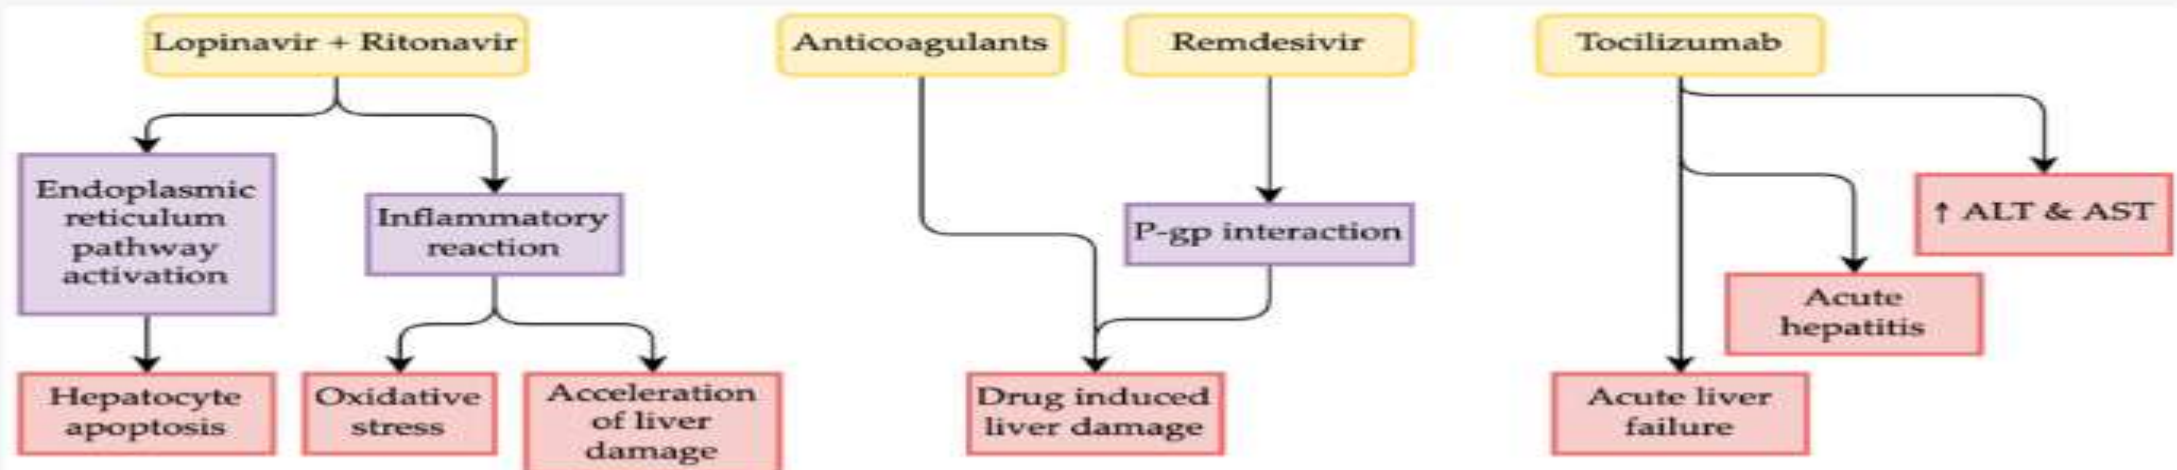 Lopinavir + Ritonavir
Anticoagulants
Remdesivir
Tocilizumab
Endoplasmic
reticulum
pathway
activation
Inflammatory
reaction
P-gp interaction
↑ ALT & AST
Acute
hepatitis
Hepatocyte
apoptosis
Oxidative
stress
Acceleration
of liver
damage
Drug induced
liver damage
Acute liver
failure